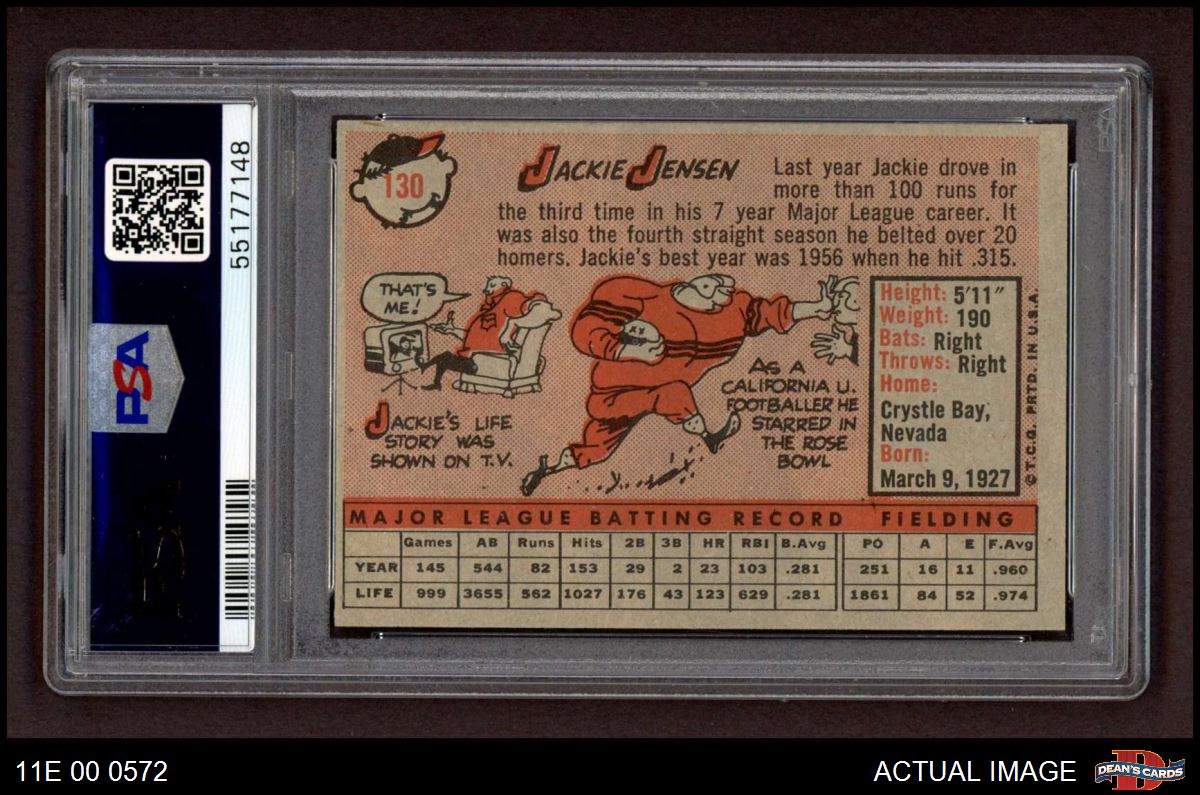 55177148
PSA
130
JACKIE JENSEN
Last year Jackie drove in
more than 100 runs for
the third time in his 7 year Major League career. It
was also the fourth straight season he belted over 20
homers. Jackie's best year was 1956 when he hit .315.
THAT'S
ME!
JACKIE'S LIFE
STORY WAS
SHOWN ON T.V.
XY
AS A
CALIFORNIA U.
FOOTBALLER HE
STARRED IN
THE ROSE
BOWL
Height: 5'11"
Weight: 190
Bats: Right
Throws: Right
Home:
Crystle Bay,
Nevada
Born:
March 9, 1927
©T.C.G. PRTD. IN U.S.A.
MAJOR LEAGUE BATTING RECORD FIELDING
Games AB Runs Hits 2B 3B HR RBI B.Avg PO A E F.Avg
YEAR 145 544 82 153 29 2 23 103 .281 251 16 11 .960
LIFE 999 3655 562 1027 176 43 123 629 .281 1861 84 52 .974
11E 00 0572
ACTUAL IMAGE
D
DEAN'S CARDS